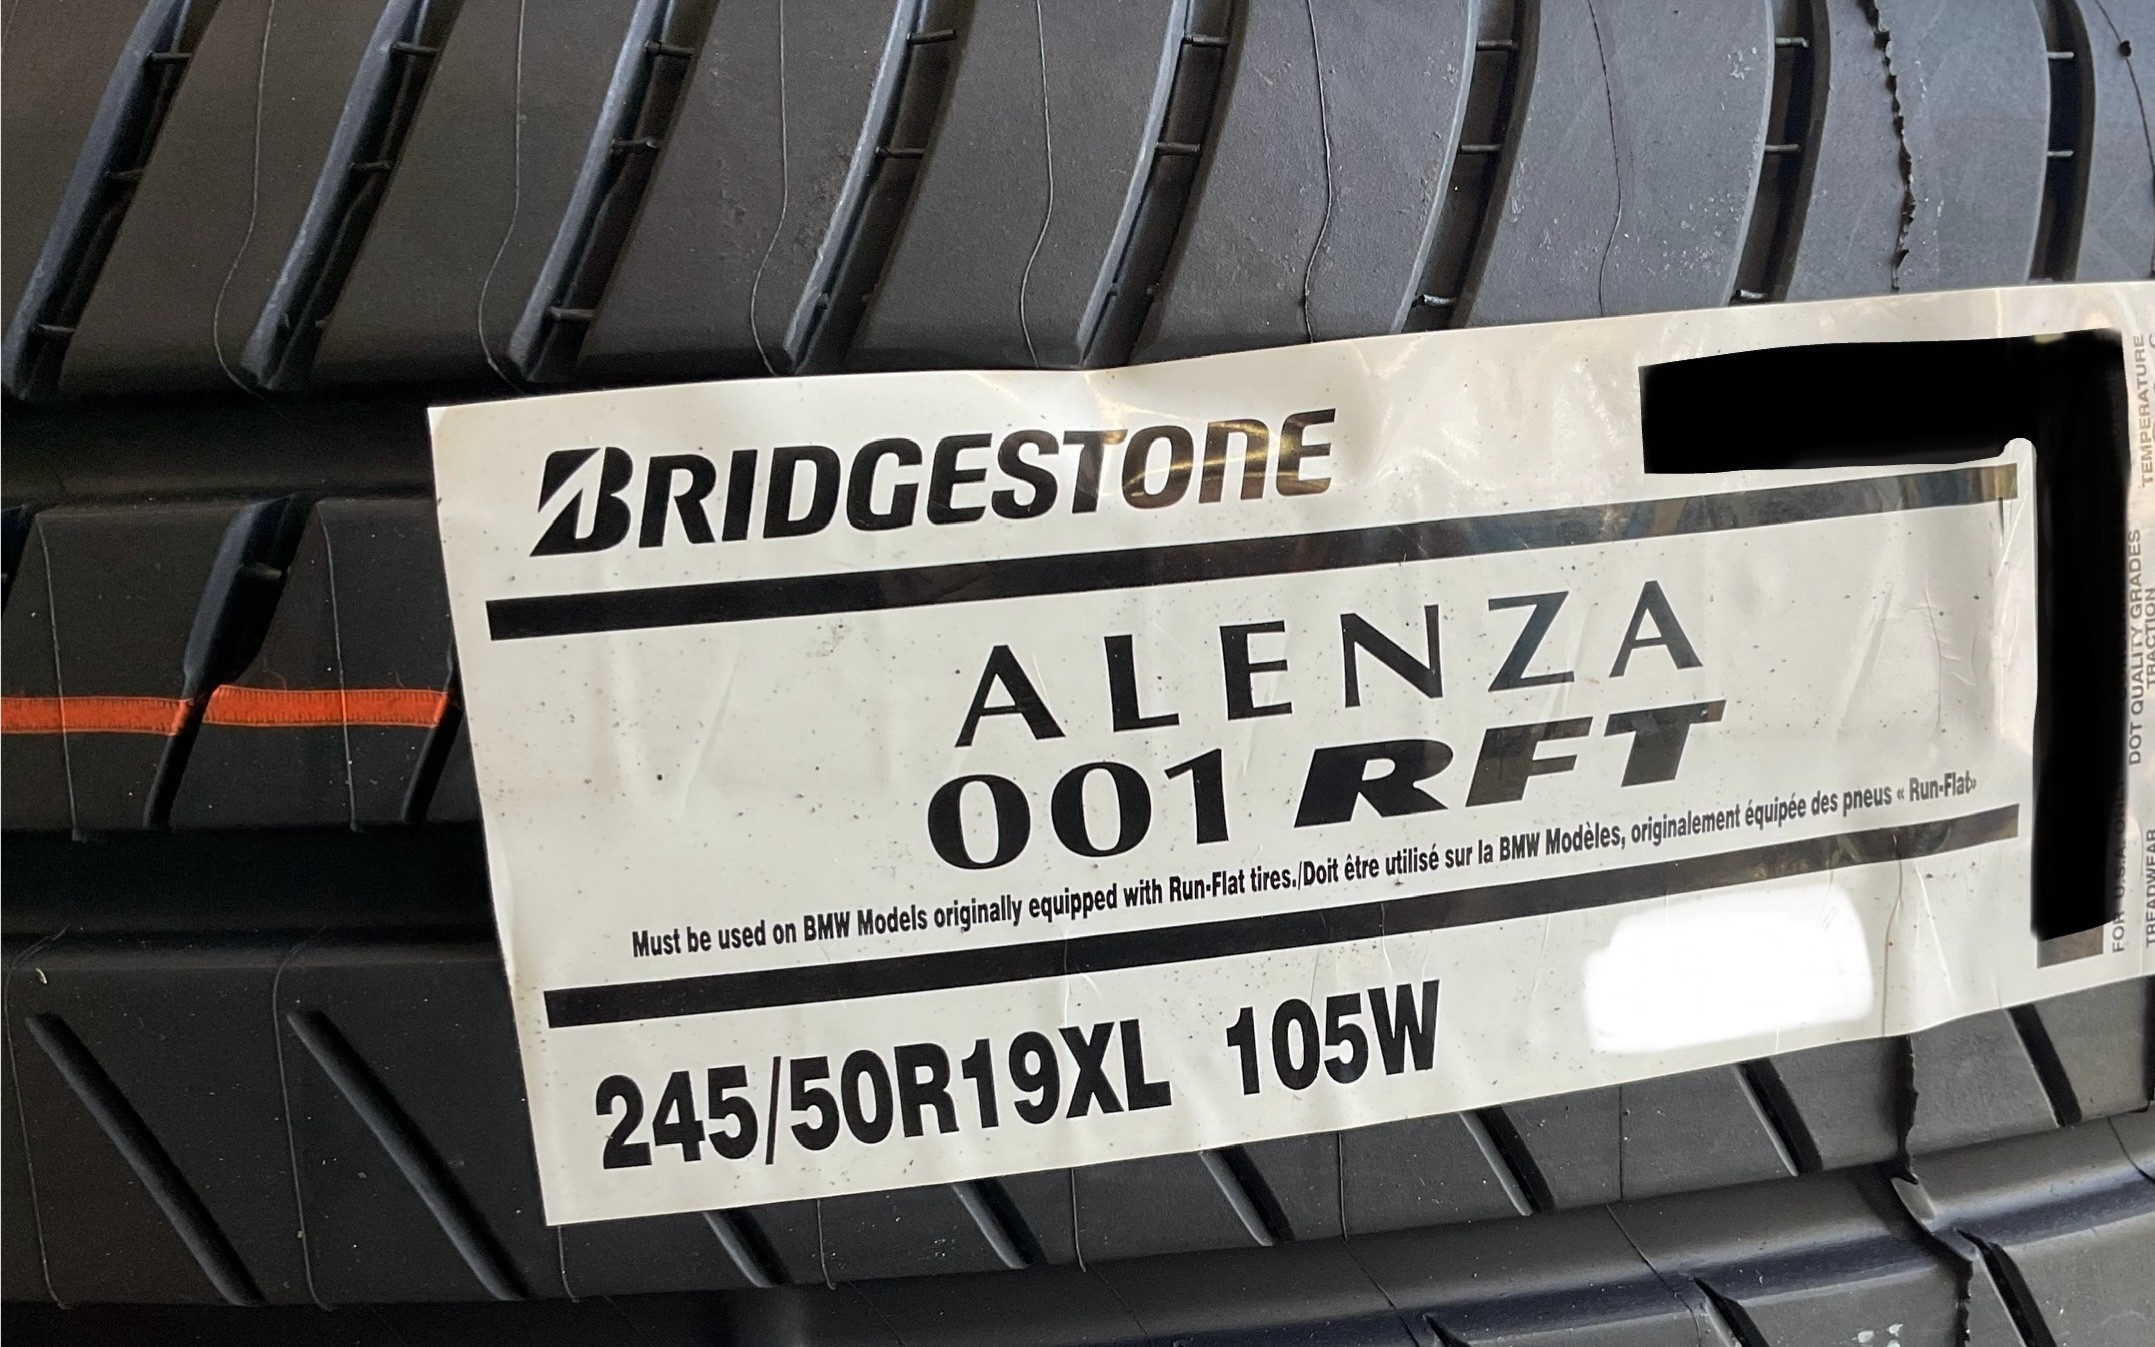 BRIDGESTONE
ALENZA
001 RFT
Must be used on BMW Models originally equipped with Run-Flat tires./Doit être utilisé sur la BMW Modèles, originalement équipée des pneus « Run-Flat»
245/50R19XL 105W
FOR U.S.A. ONLY
DOT QUALITY GRADES
TREADWEAR TRACTION TEMPERATURE